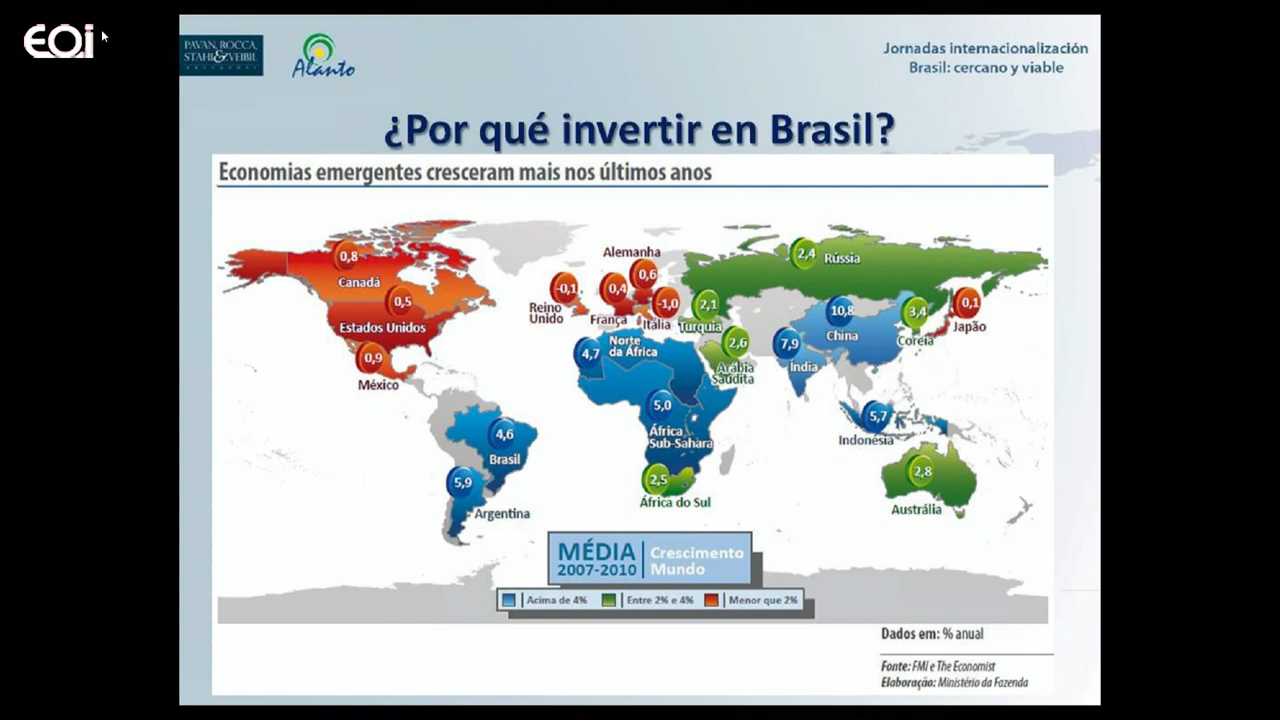 EOi
PAVAN, ROCCA,
STAHL & VEIBIL
Alanto
Jornadas internacionalización
Brasil: cercano y viable
¿Por qué invertir en Brasil?
Economias emergentes cresceram mais nos últimos anos
0,8
Canadá
0,5
Estados Unidos
0,9
México
4,6
Brasil
5,9
Argentina
-0,1
Reino
Unido
0,4
França
Alemanha
0,6
-1,0
Itália
2,1
Turquia
2,4
Rússia
4,7
Norte
da África
5,0
África
Sub-Sahara
2,5
África do Sul
2,6
Arábia
Saudita
7,9
Índia
10,8
China
3,4
Coreia
0,1
Japão
5,7
Indonésia
2,8
Austrália
MÉDIA
2007-2010
Crescimento
Mundo
Acima de 4%
Entre 2% e 4%
Menor que 2%
Dados em: % anual
Fonte: FMI e The Economist
Elaboração: Ministério da Fazenda